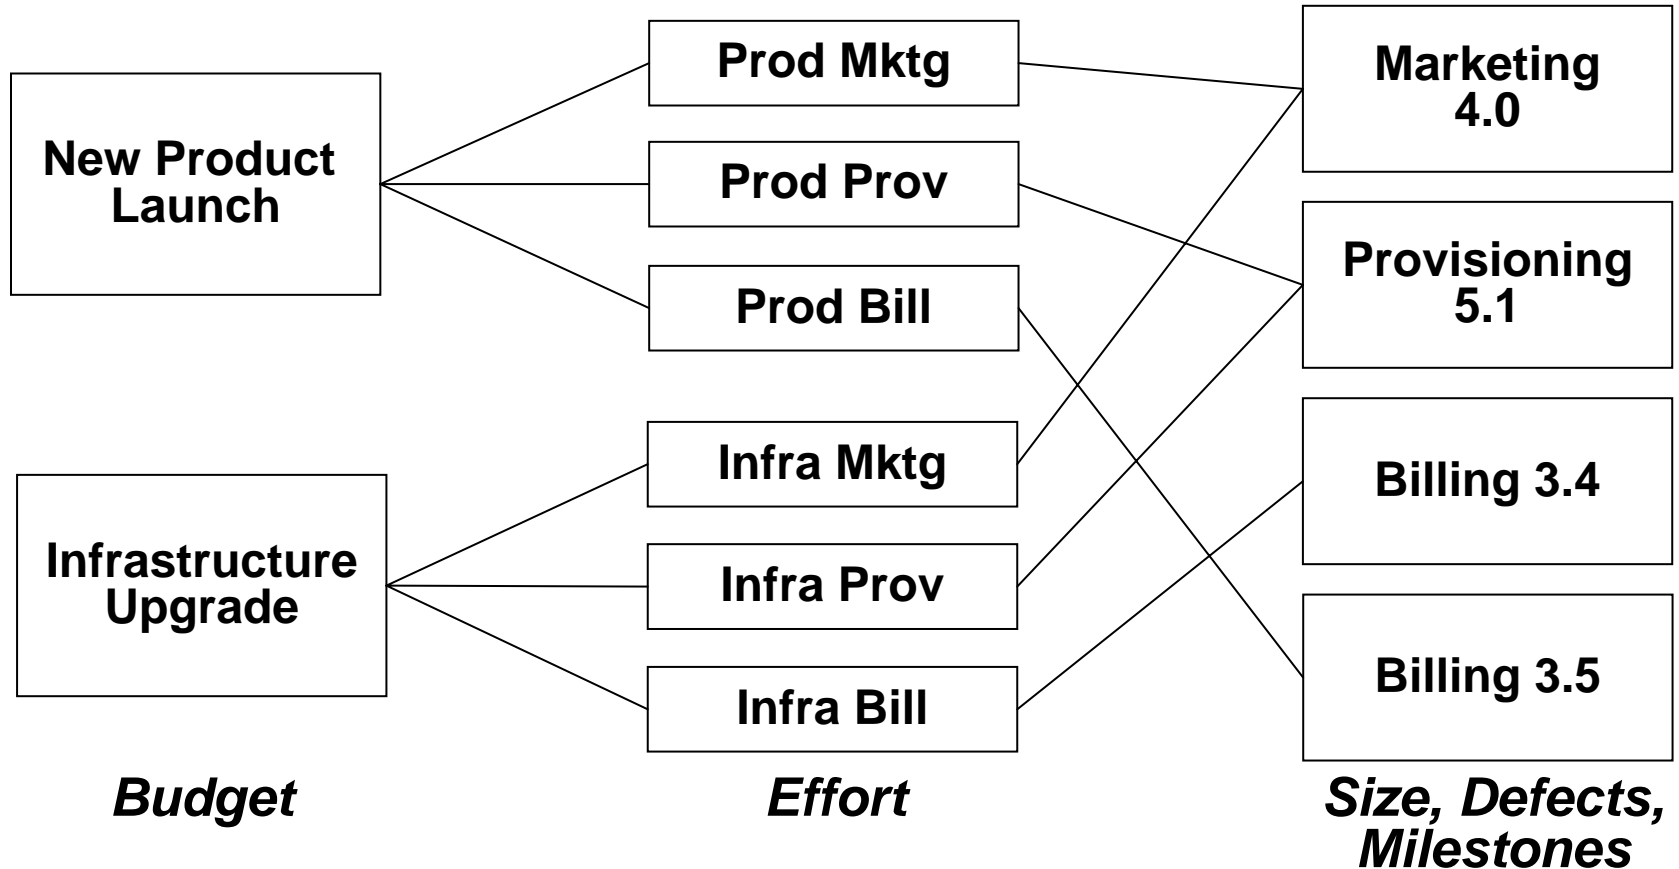 New Product
Launch
Infrastructure
Upgrade
Budget
Prod Mktg
Prod Prov
Prod Bill
Infra Mktg
Infra Prov
Infra Bill
Effort
Marketing
4.0
Provisioning
5.1
Billing 3.4
Billing 3.5
Size, Defects,
Milestones